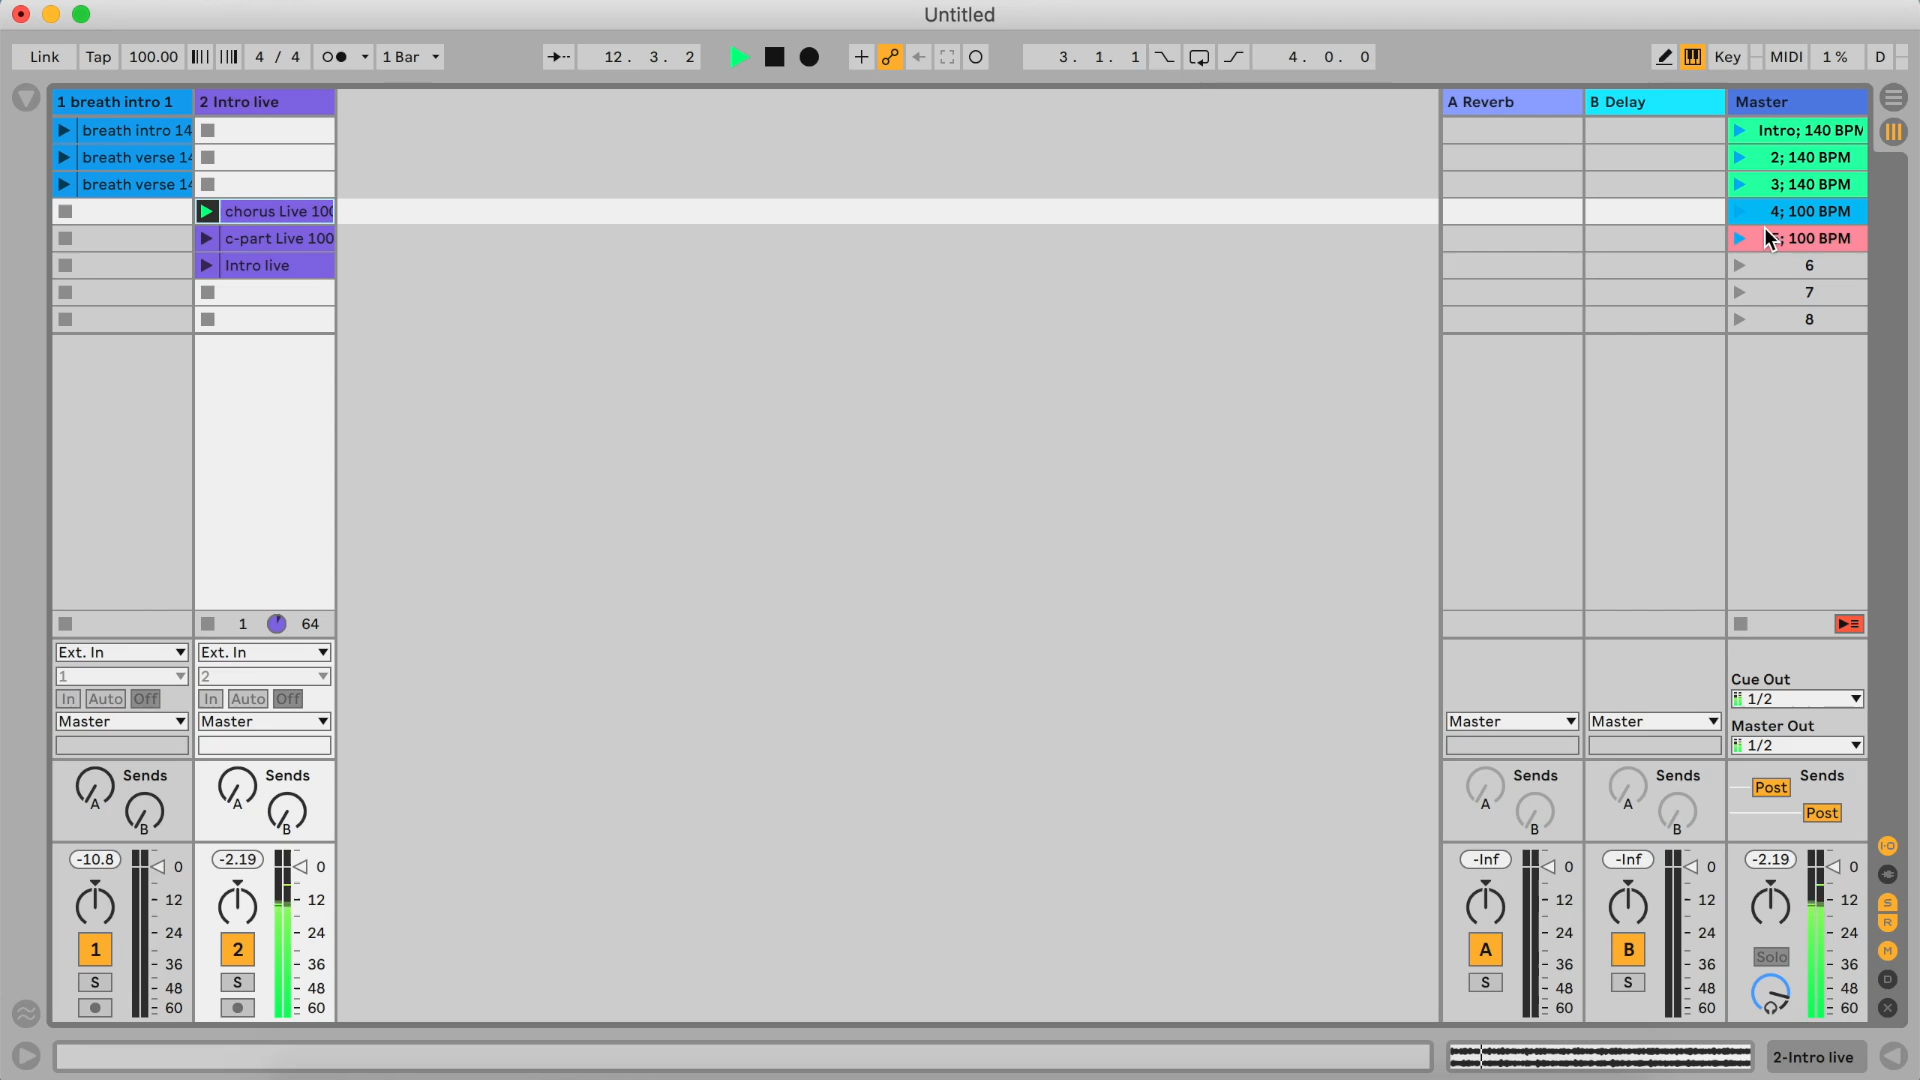 Untitled
Link Tap 100.00 4 / 4 1 Bar 12. 3. 2 3. 1. 1 4. 0. 0 Key MIDI 1 % D
1 breath intro 1 2 Intro live A Reverb B Delay Master
breath intro 14 Intro; 140 BPM
breath verse 14 2; 140 BPM
breath verse 14 3; 140 BPM
chorus Live 100 4; 100 BPM
c-part Live 100 ; 100 BPM
Intro live 6
7
8
1 64
Ext. In Ext. In
1 2 Cue Out
In Auto Off In Auto Off 1/2
Master Master Master Master Master Out
1/2
Sends Sends Sends Sends Sends
Post
A A A A
Post
B B B B
-10.8 0 -2.19 0 -Inf 0 -Inf 0 -2.19 0
12 12 12 12 12
24 24 24 24 24
1 2 A B Solo
36 36 36 36 36
S S S S
48 48 48 48 48
60 60 60 60 60
I·O
S
R
M
D
X
2-Intro live